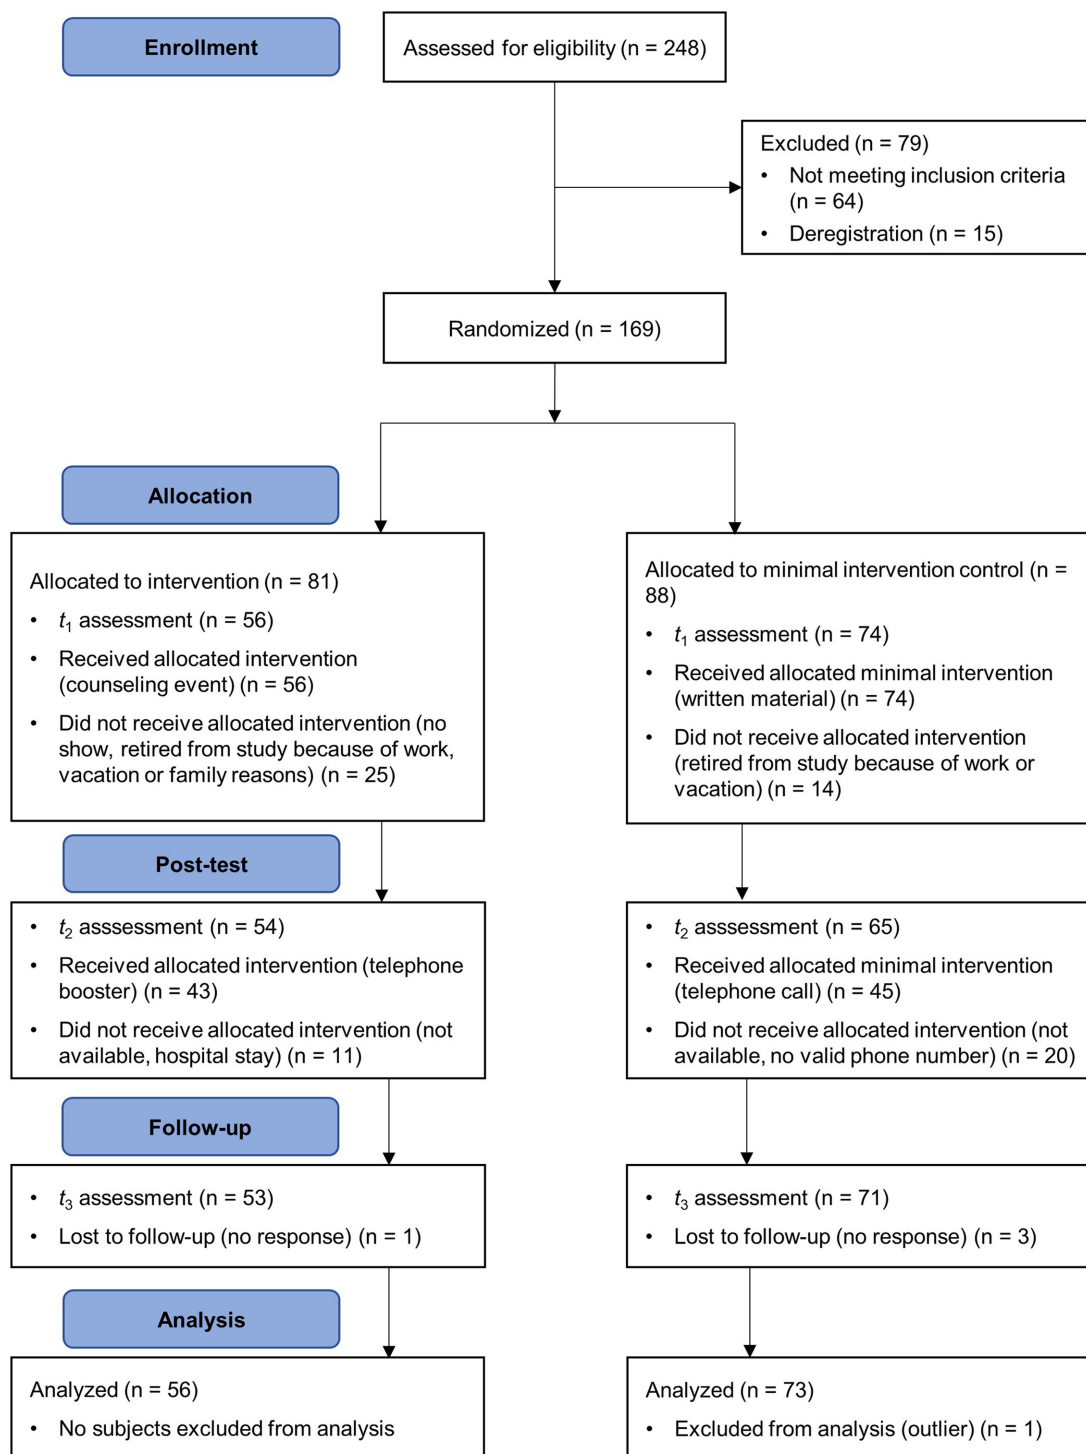 Enrollment
Assessed for eligibility (n = 248)
Excluded (n = 79)
• Not meeting inclusion criteria
(n = 64)
• Deregistration (n = 15)
Randomized (n = 169)
Allocation
Allocated to intervention (n = 81)
• t1 assessment (n = 56)
• Received allocated intervention
(counseling event) (n = 56)
• Did not receive allocated intervention (no
show, retired from study because of work,
vacation or family reasons) (n = 25)
Allocated to minimal intervention control (n =
88)
• t1 assessment (n = 74)
• Received allocated minimal intervention
(written material) (n = 74)
• Did not receive allocated intervention
(retired from study because of work or
vacation) (n = 14)
Post-test
• t2 asssessment (n = 54)
• Received allocated intervention (telephone
booster) (n = 43)
• Did not receive allocated intervention (not
available, hospital stay) (n = 11)
• t2 asssessment (n = 65)
• Received allocated minimal intervention
(telephone call) (n = 45)
• Did not receive allocated intervention (not
available, no valid phone number) (n = 20)
Follow-up
• t3 assessment (n = 53)
• Lost to follow-up (no response) (n = 1)
• t3 assessment (n = 71)
• Lost to follow-up (no response) (n = 3)
Analysis
Analyzed (n = 56)
• No subjects excluded from analysis
Analyzed (n = 73)
• Excluded from analysis (outlier) (n = 1)